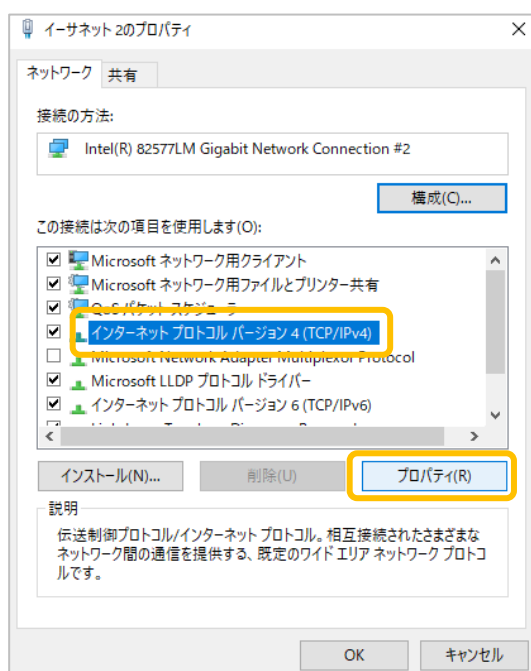 イーサネット 2のプロパティ
ネットワーク 共有
接続の方法:
Intel(R) 82577LM Gigabit Network Connection #2
構成(C)...
この接続は次の項目を使用します(O):
Microsoft ネットワーク用クライアント
Microsoft ネットワーク用ファイルとプリンター共有
QoS パケット スケジューラ
インターネット プロトコル バージョン 4 (TCP/IPv4)
Microsoft Network Adapter Multiplexor Protocol
Microsoft LLDP プロトコル ドライバー
インターネット プロトコル バージョン 6 (TCP/IPv6)
インストール(N)... 削除(U) プロパティ(R)
説明
伝送制御プロトコル/インターネット プロトコル。相互接続されたさまざまな
ネットワーク間の通信を提供する、既定のワイド エリア ネットワーク プロトコ
ルです。
OK キャンセル